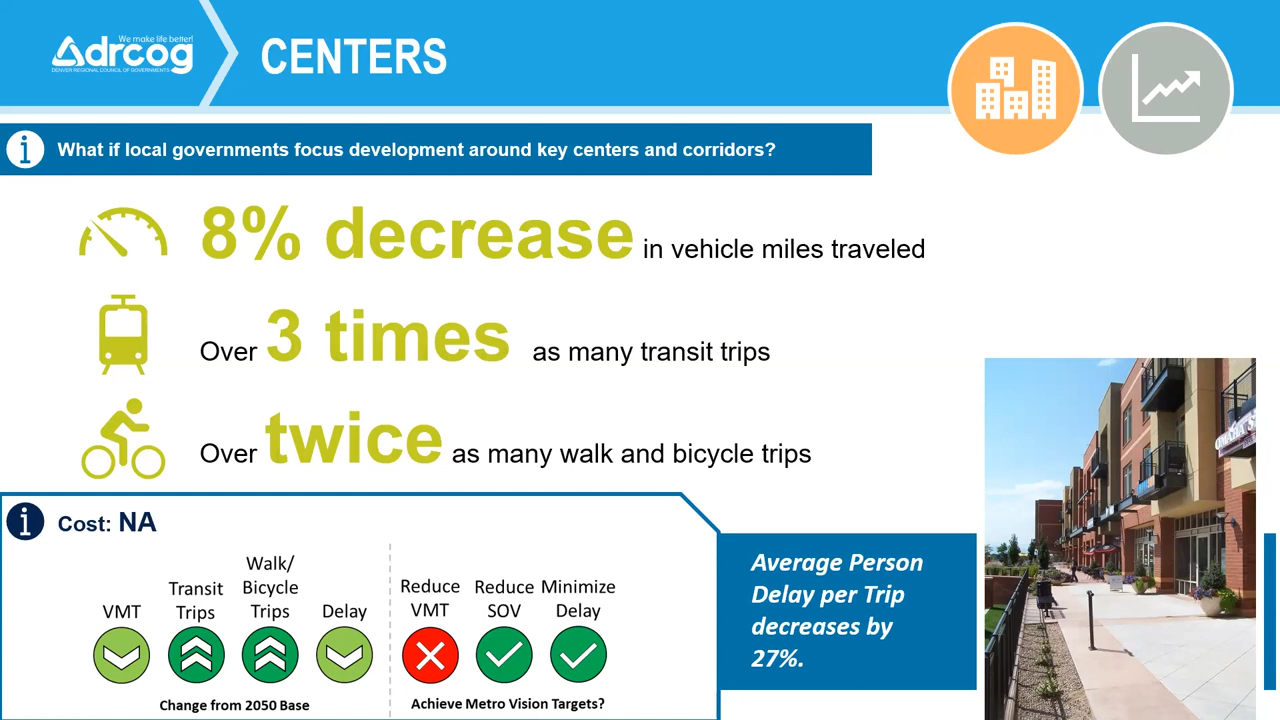 We make life better!
drcog
DENVER REGIONAL COUNCIL OF GOVERNMENTS
CENTERS
What if local governments focus development around key centers and corridors?
8% decrease in vehicle miles traveled
Over 3 times as many transit trips
Over twice as many walk and bicycle trips
Cost: NA
VMT
Transit
Trips
Walk/
Bicycle
Trips
Delay
Reduce
VMT
Reduce
SOV
Minimize
Delay
Change from 2050 Base
Achieve Metro Vision Targets?
Average Person
Delay per Trip
decreases by
27%.